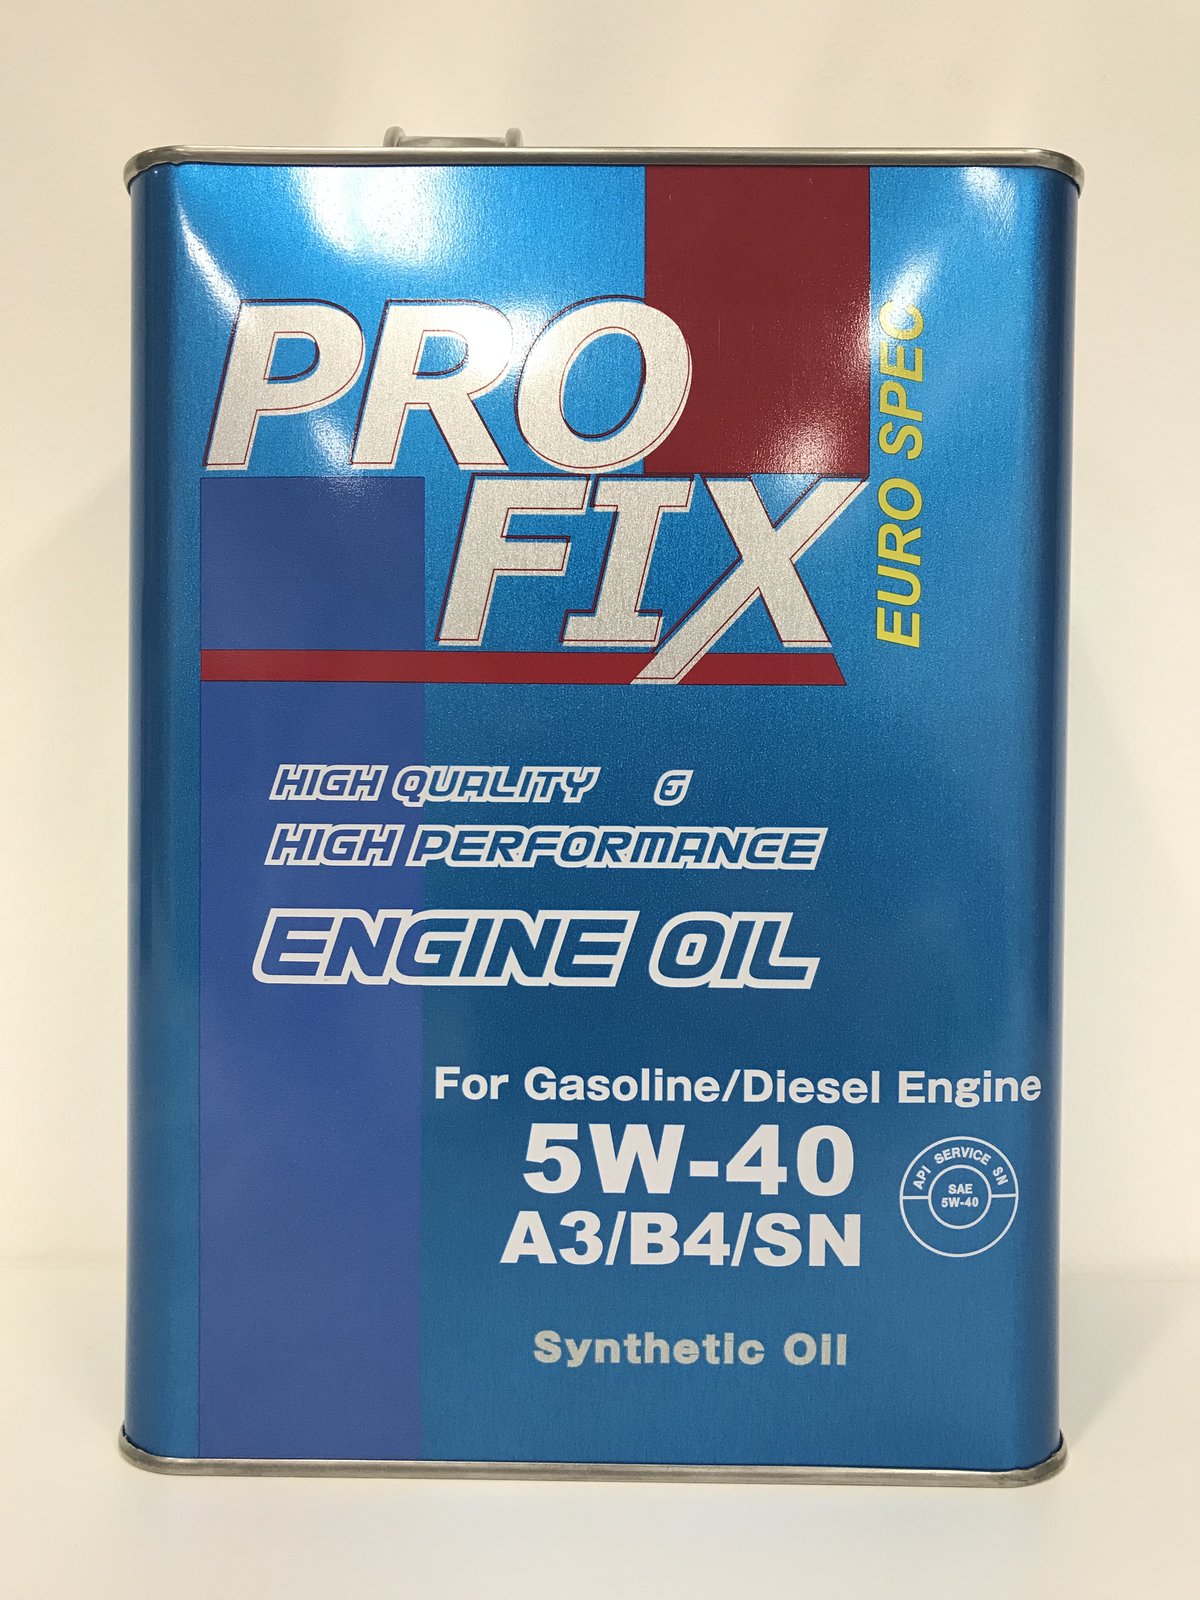 PRO
FIX
EURO SPEC
HIGH QUALITY &
HIGH PERFORMANCE
ENGINE OIL
For Gasoline/Diesel Engine
5W-40
A3/B4/SN
API SERVICE SN
SAE
5W-40
Synthetic Oil